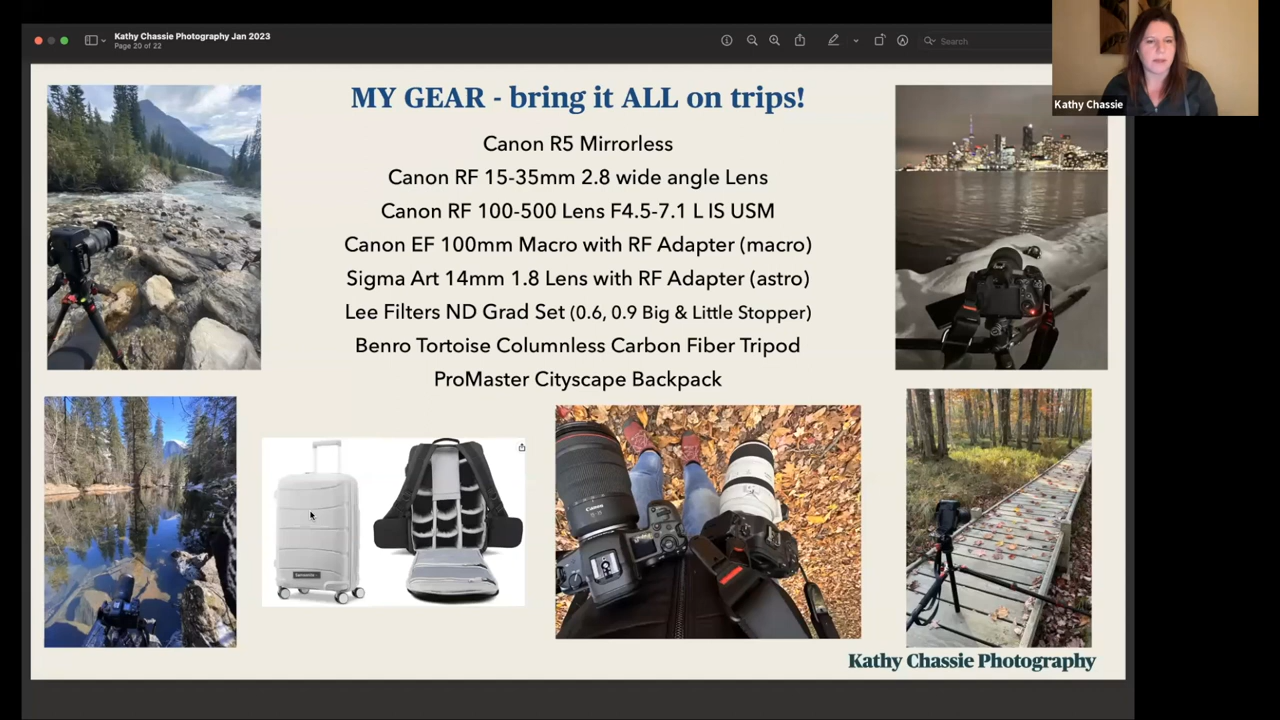 Kathy Chassie Photography Jan 2023
Page 20 of 22
Search
Kathy Chassie
MY GEAR - bring it ALL on trips!
Canon R5 Mirrorless
Canon RF 15-35mm 2.8 wide angle Lens
Canon RF 100-500 Lens F4.5-7.1 L IS USM
Canon EF 100mm Macro with RF Adapter (macro)
Sigma Art 14mm 1.8 Lens with RF Adapter (astro)
Lee Filters ND Grad Set (0.6, 0.9 Big & Little Stopper)
Benro Tortoise Columnless Carbon Fiber Tripod
ProMaster Cityscape Backpack
Samsonite
Canon
Kathy Chassie Photography